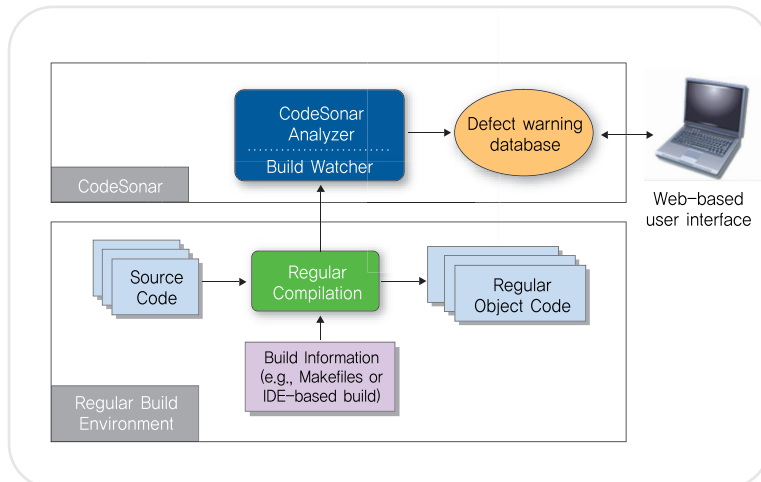 CodeSonar
Analyzer
Build Watcher
Defect warning
database
CodeSonar
Web-based
user interface
Source
Code
Regular
Compilation
Regular
Object Code
Build Information
(e.g., Makefiles or
IDE-based build)
Regular Build
Environment